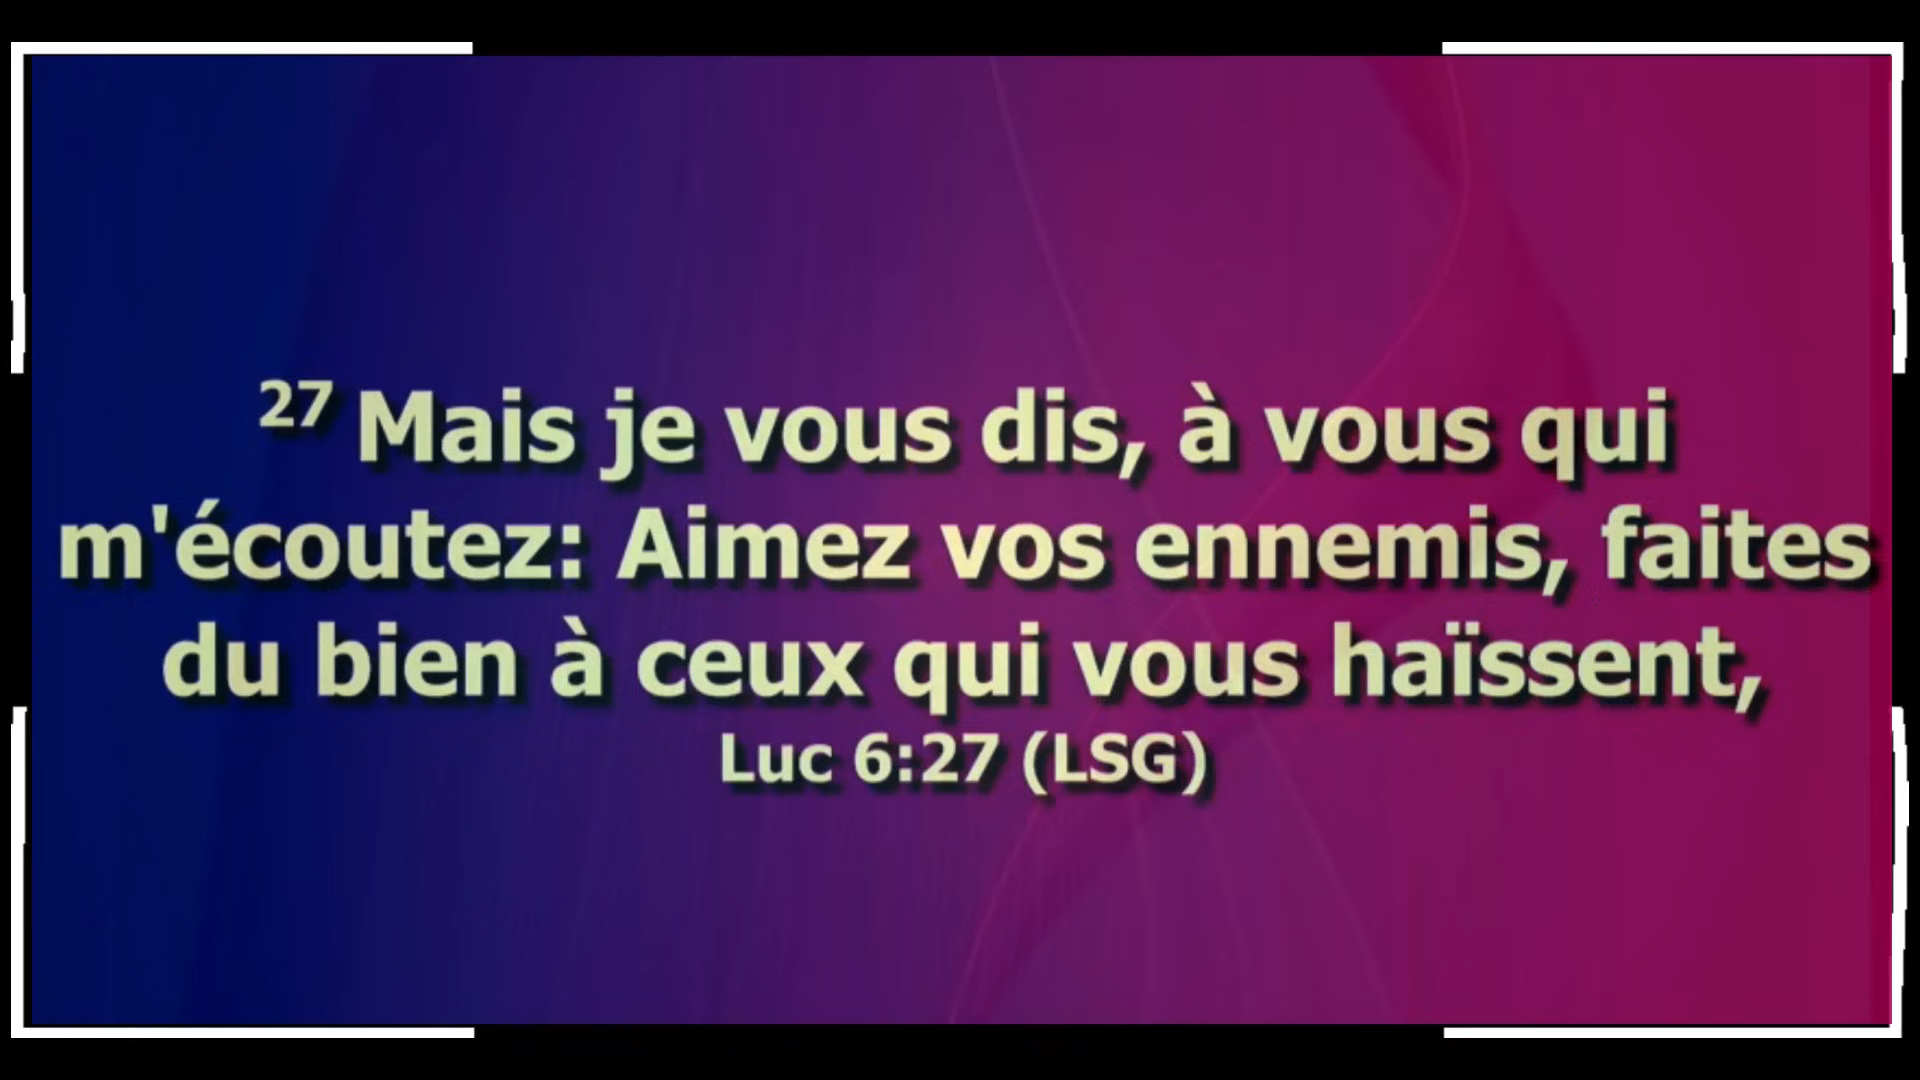 27 Mais je vous dis, à vous qui
m'écoutez: Aimez vos ennemis, faites
du bien à ceux qui vous haïssent,
Luc 6:27 (LSG)